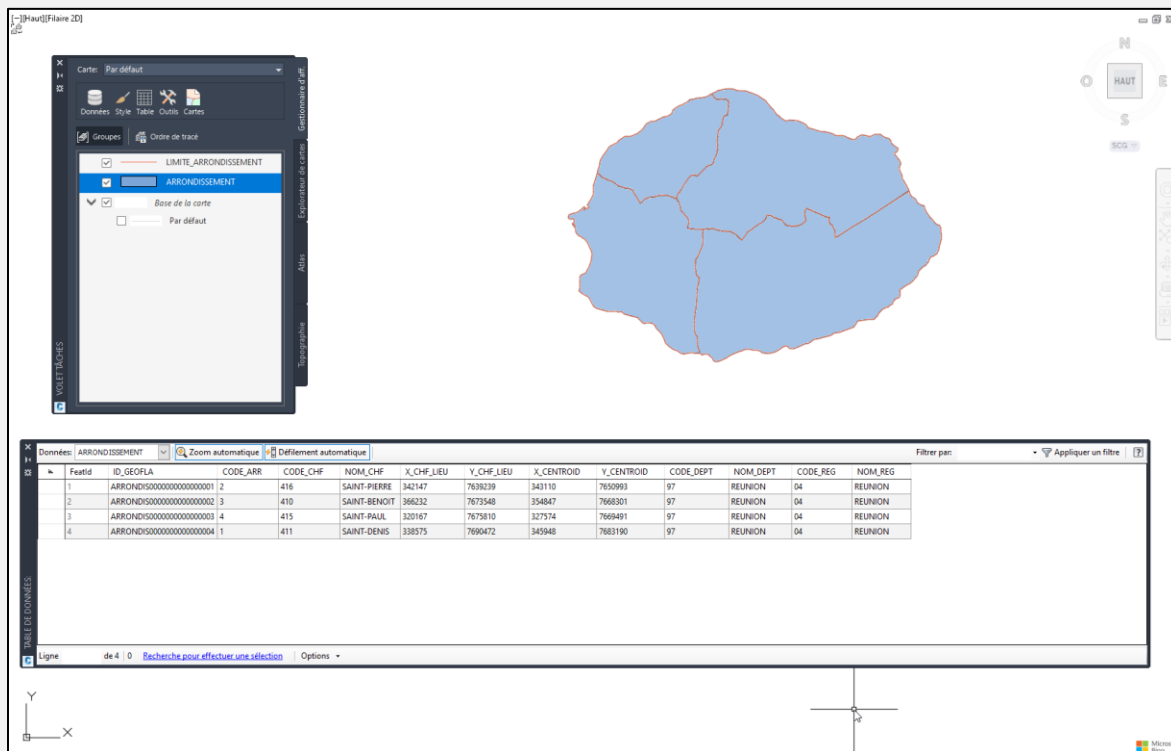 [−][Haut][Filaire 2D]
Carte: Par défaut
Données Style Table Outils Cartes
Groupes Ordre de tracé
LIMITE_ARRONDISSEMENT
ARRONDISSEMENT
Base de la carte
Par défaut
Gestionnaire d'aff.
Explorateur de cartes
Atlas
Topographie
VOLET TÂCHES
N
O HAUT E
S
SCG
Données: ARRONDISSEMENT Zoom automatique Défilement automatique Filtrer par: Appliquer un filtre ?
FeatId ID_GEOFLA CODE_ARR CODE_CHF NOM_CHF X_CHF_LIEU Y_CHF_LIEU X_CENTROID Y_CENTROID CODE_DEPT NOM_DEPT CODE_REG NOM_REG
1 ARRONDIS0000000000000001 2 416 SAINT-PIERRE 342147 7639239 343110 7650993 97 REUNION 04 REUNION
2 ARRONDIS0000000000000002 3 410 SAINT-BENOIT 366232 7673548 354847 7668301 97 REUNION 04 REUNION
3 ARRONDIS0000000000000003 4 415 SAINT-PAUL 320167 7675810 327574 7669491 97 REUNION 04 REUNION
4 ARRONDIS0000000000000004 1 411 SAINT-DENIS 338575 7690472 345948 7683190 97 REUNION 04 REUNION
TABLE DE DONNÉES:
Ligne de 4 0 Recherche pour effectuer une sélection Options
Y
X